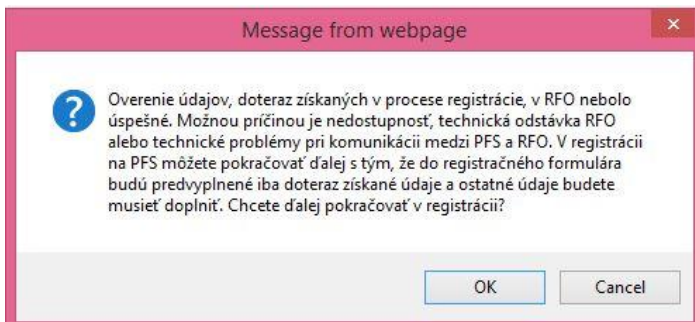 Message from webpage
Overenie údajov, doteraz získaných v procese registrácie, v RFO nebolo
úspešné. Možnou príčinou je nedostupnosť, technická odstávka RFO
alebo technické problémy pri komunikácii medzi PFS a RFO. V registrácii
na PFS môžete pokračovať ďalej s tým, že do registračného formulára
budú predvyplnené iba doteraz získané údaje a ostatné údaje budete
musieť doplniť. Chcete ďalej pokračovať v registrácii?
OK
Cancel